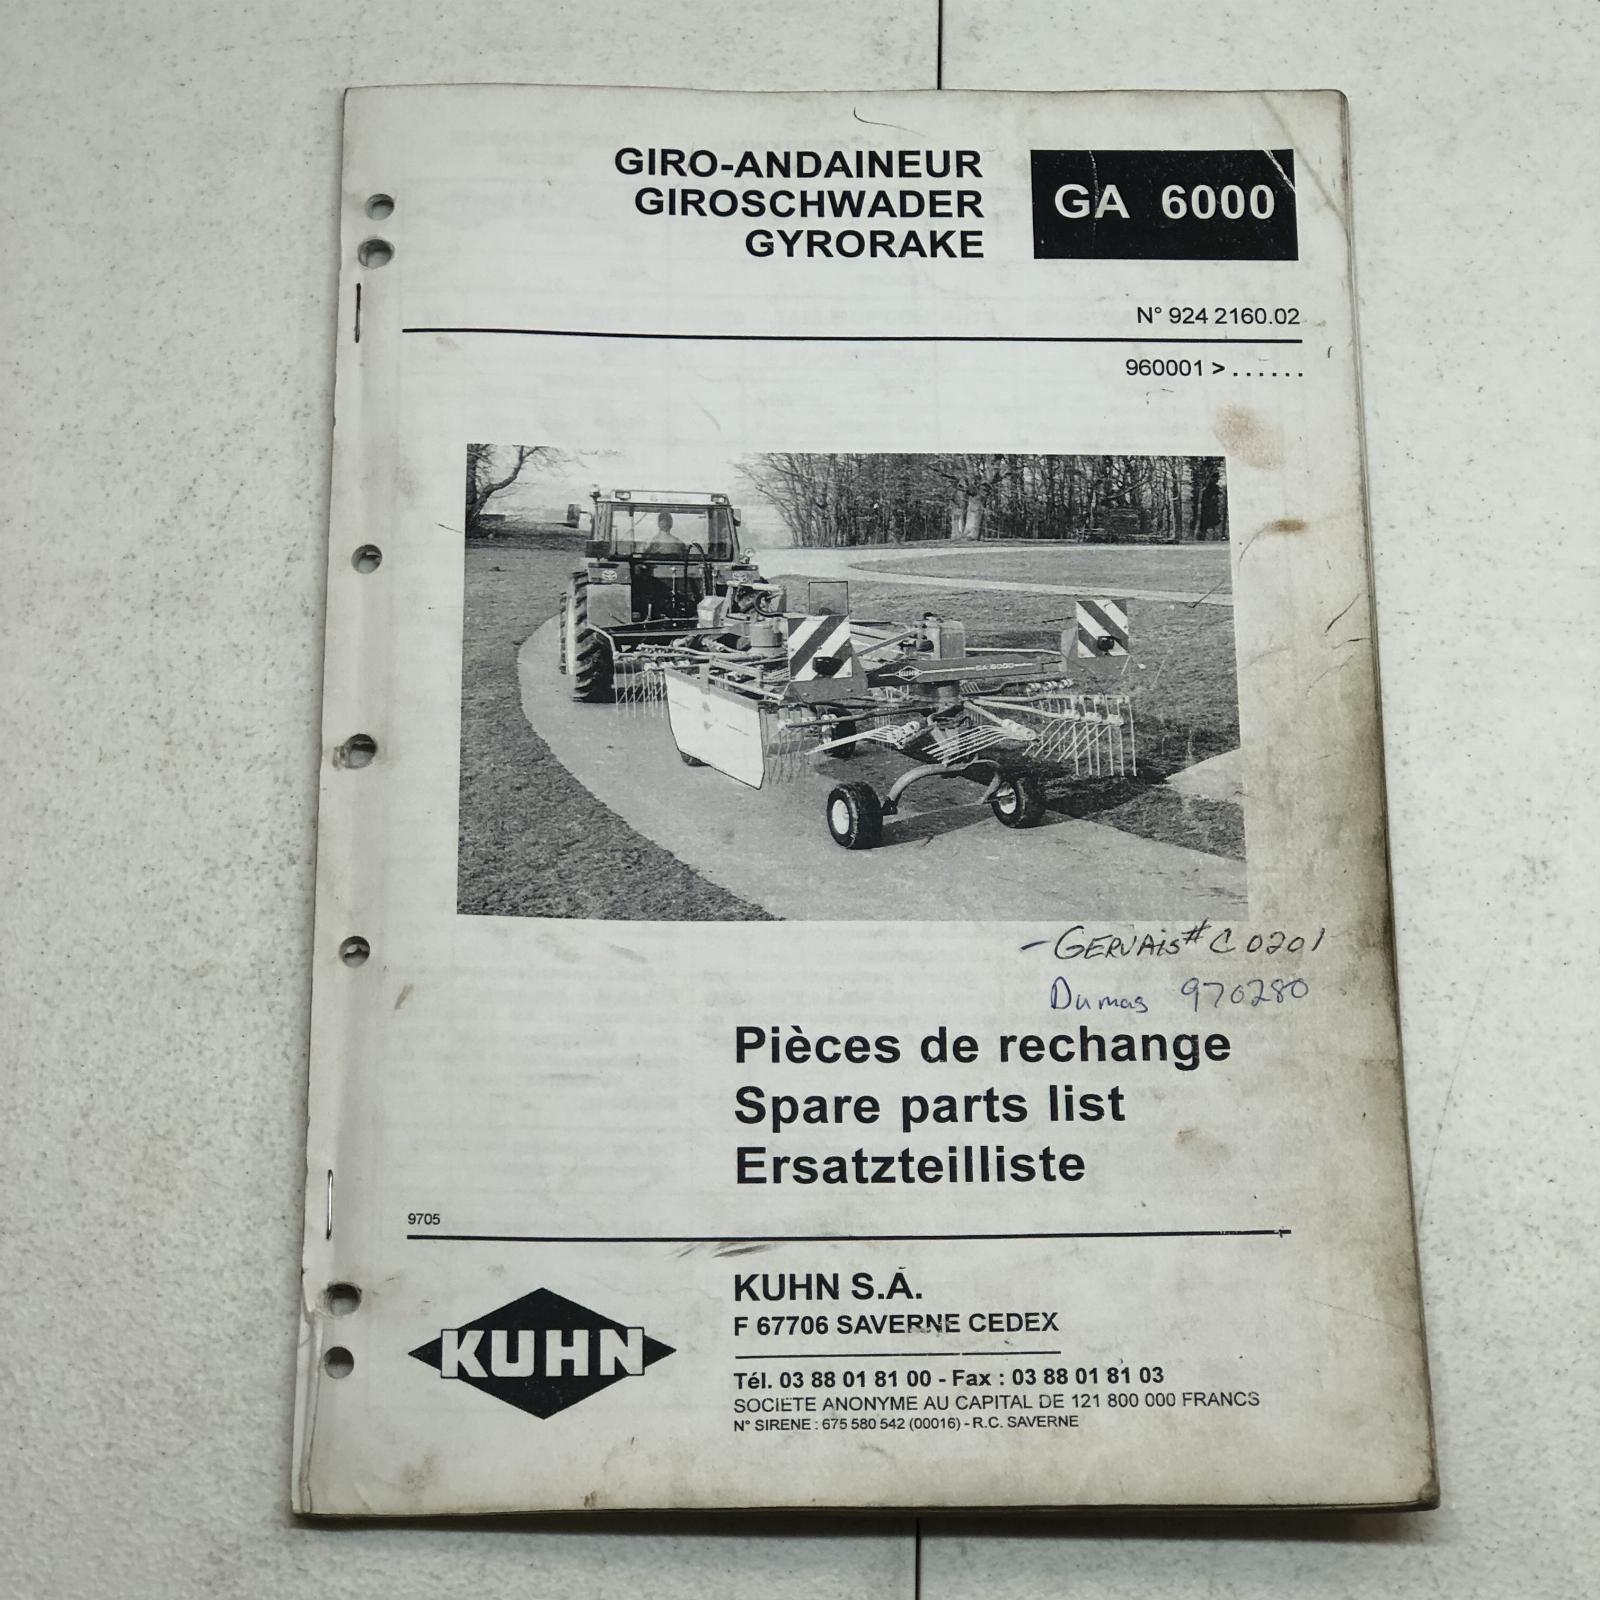 GIRO-ANDAINEUR
GIROSCHWADER
GYRORAKE
GA 6000
N° 924 2160.02
960001 > . . . . . .
KUHN GA 6000
- GERVAIS # C 0201
Dumas 970280
Pièces de rechange
Spare parts list
Ersatzteilliste
9705
KUHN
KUHN S.A.
F 67706 SAVERNE CEDEX
Tél. 03 88 01 81 00 - Fax : 03 88 01 81 03
SOCIETE ANONYME AU CAPITAL DE 121 800 000 FRANCS
N° SIRENE : 675 580 542 (00016) - R.C. SAVERNE